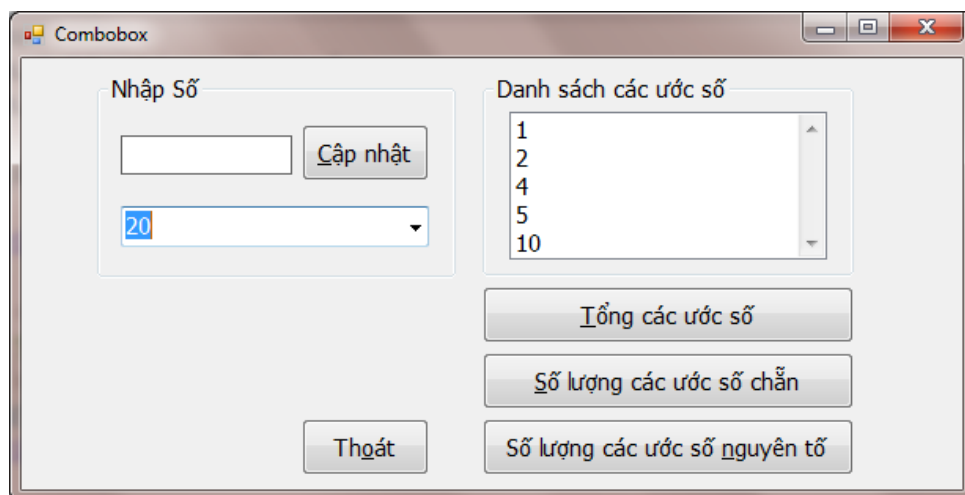 Combobox
Nhập Số
Cập nhật
20
Danh sách các ước số
1
2
4
5
10
Tổng các ước số
Số lượng các ước số chẵn
Thoát
Số lượng các ước số nguyên tố